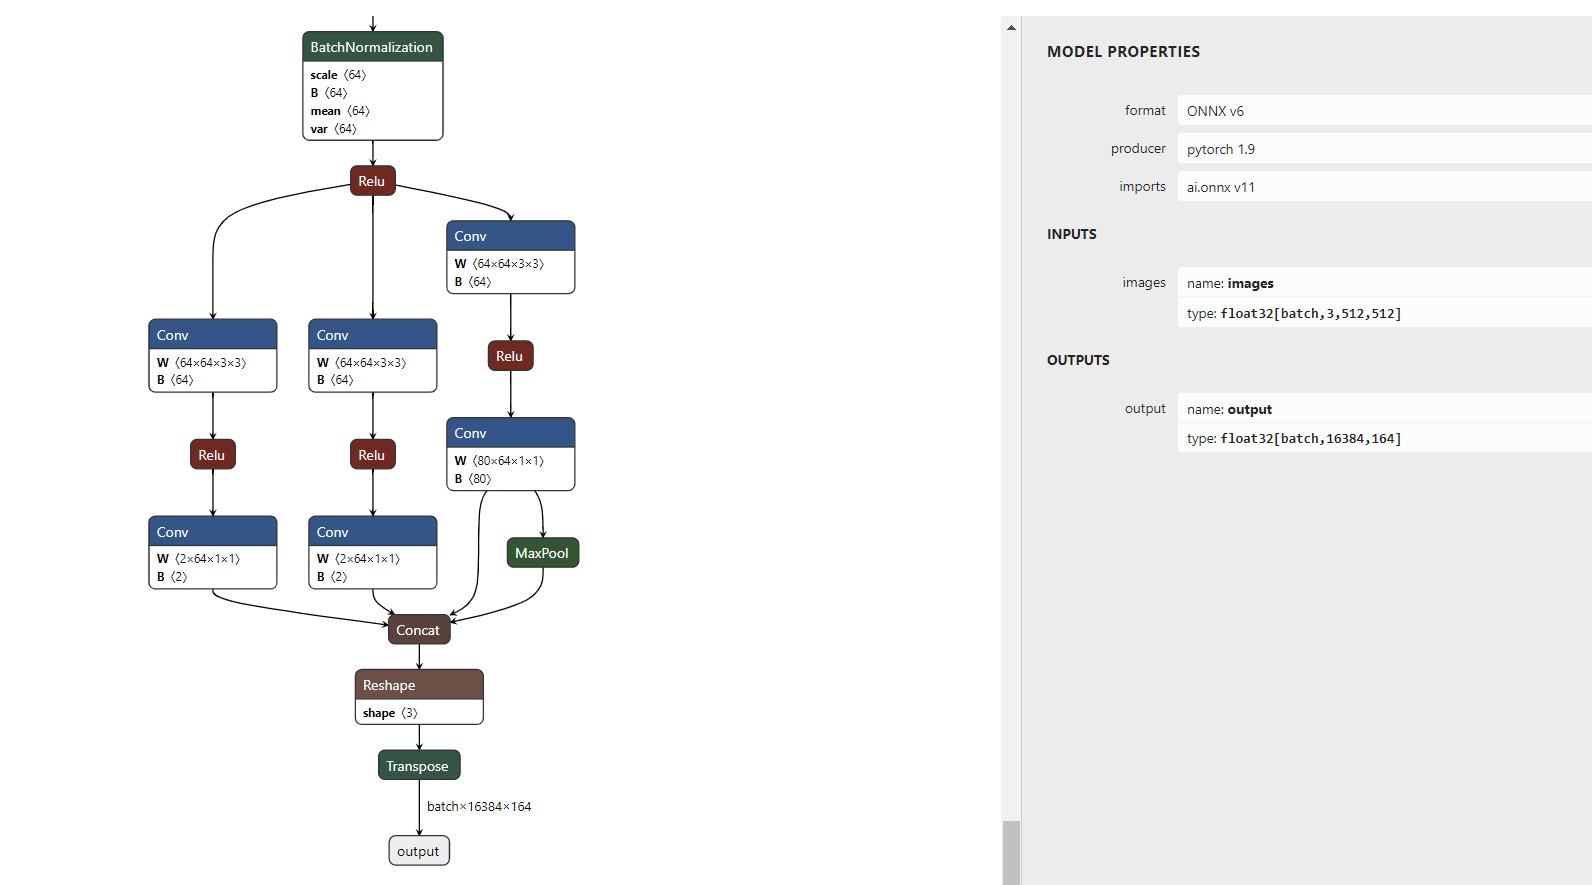 BatchNormalization
scale ⟨64⟩
B ⟨64⟩
mean ⟨64⟩
var ⟨64⟩
Relu
Conv
W ⟨64×64×3×3⟩
B ⟨64⟩
Conv
W ⟨64×64×3×3⟩
B ⟨64⟩
Conv
W ⟨64×64×3×3⟩
B ⟨64⟩
Relu
Conv
W ⟨80×64×1×1⟩
B ⟨80⟩
Relu
Relu
Conv
W ⟨2×64×1×1⟩
B ⟨2⟩
Conv
W ⟨2×64×1×1⟩
B ⟨2⟩
MaxPool
Concat
Reshape
shape ⟨3⟩
Transpose
batch×16384×164
output
MODEL PROPERTIES
format ONNX v6
producer pytorch 1.9
imports ai.onnx v11
INPUTS
images name: images
type: float32[batch,3,512,512]
OUTPUTS
output name: output
type: float32[batch,16384,164]